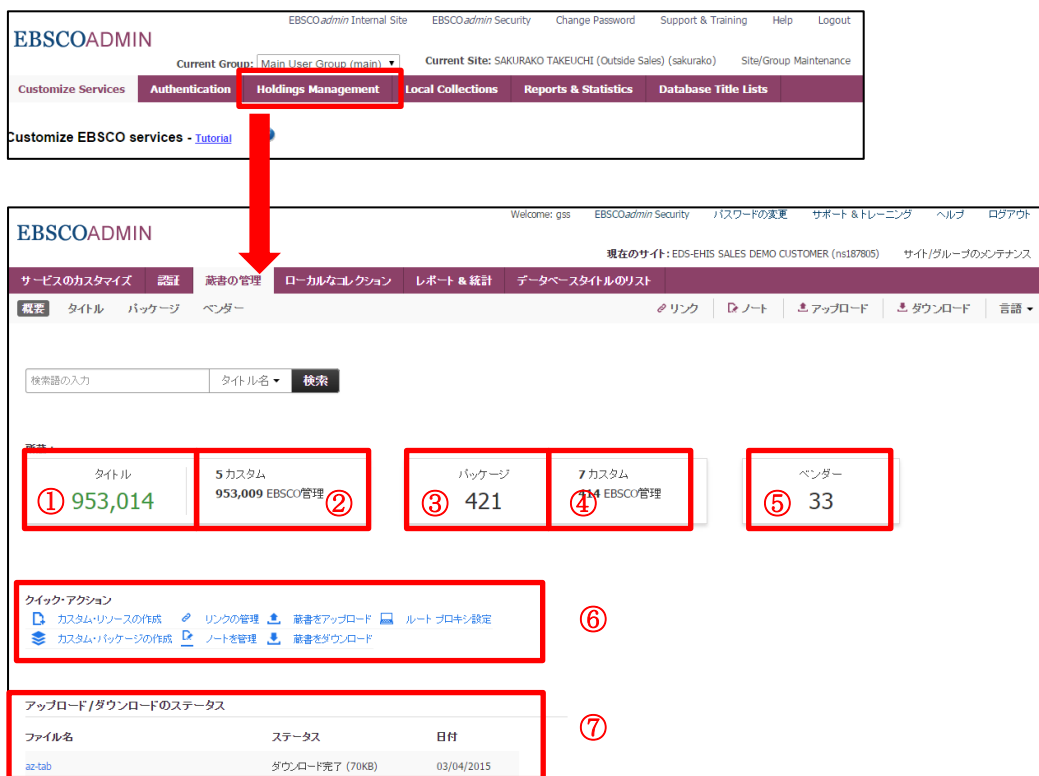 EBSCOadmin Internal Site EBSCOadmin Security Change Password Support & Training Help Logout
EBSCOADMIN
Current Group: Main User Group (main) Current Site: SAKURAKO TAKEUCHI (Outside Sales) (sakurako) Site/Group Maintenance
Customize Services Authentication Holdings Management Local Collections Reports & Statistics Database Title Lists
Customize EBSCO services - Tutorial
Welcome: gss EBSCOadmin Security パスワードの変更 サポート & トレーニング ヘルプ ログアウト
EBSCOADMIN
現在のサイト: EDS-EHIS SALES DEMO CUSTOMER (ns187805) サイト/グループのメンテナンス
サービスのカスタマイズ 認証 蔵書の管理 ローカルなコレクション レポート & 統計 データベースタイトルのリスト
概要 タイトル パッケージ ベンダー リンク ノート アップロード ダウンロード 言語
検索語の入力 タイトル名 検索
タイトル 5 カスタム パッケージ 7 カスタム ベンダー
① 953,014 953,009 EBSCO管理 ② ③ 421 ④ 414 EBSCO管理 ⑤ 33
クイック・アクション
カスタム・リソースの作成 リンクの管理 蔵書をアップロード ルート プロキシ設定 ⑥
カスタム・パッケージの作成 ノートを管理 蔵書をダウンロード
アップロード/ダウンロードのステータス
⑦
ファイル名 ステータス 日付
az-tab ダウンロード完了 (70KB) 03/04/2015